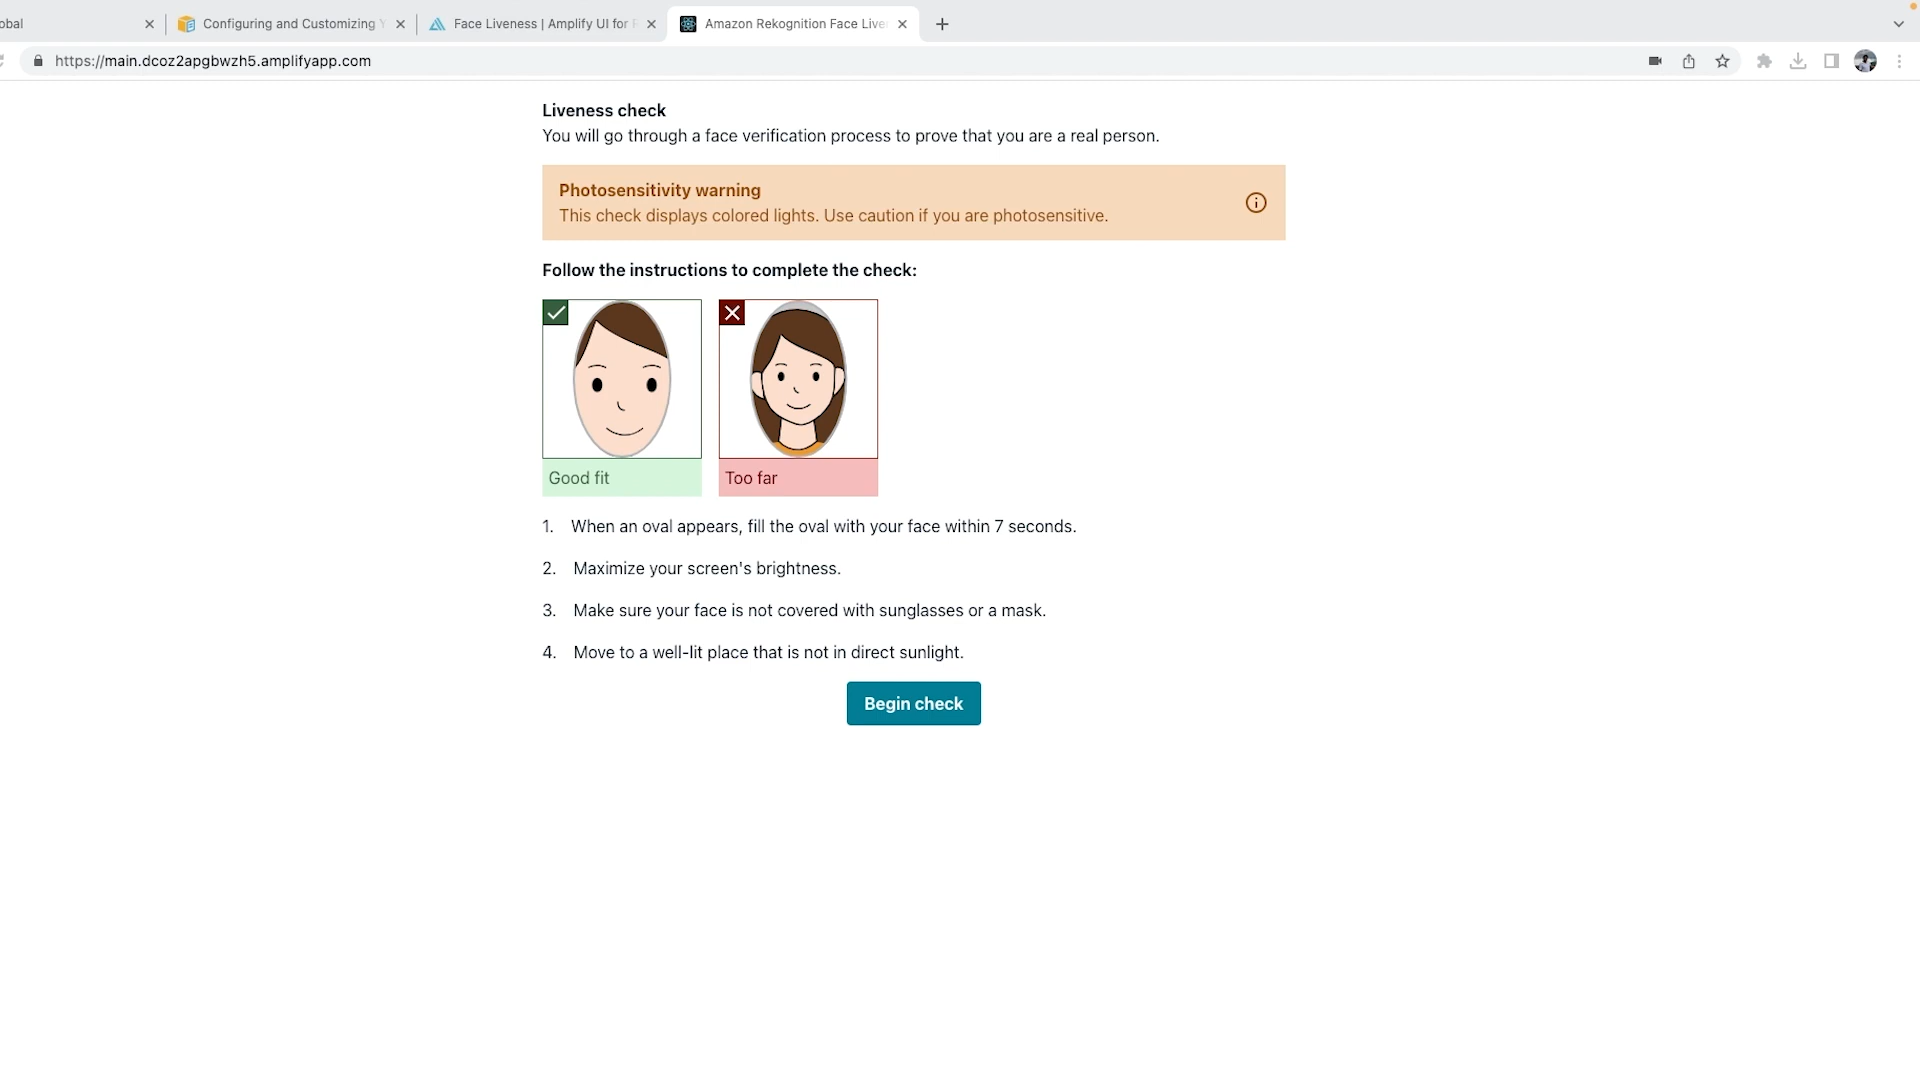 obal
Configuring and Customizing Y
Face Liveness | Amplify UI for R
Amazon Rekognition Face Live
https://main.dcoz2apgbwzh5.amplifyapp.com
Liveness check
You will go through a face verification process to prove that you are a real person.
Photosensitivity warning
This check displays colored lights. Use caution if you are photosensitive.
Follow the instructions to complete the check:
Good fit
Too far
1. When an oval appears, fill the oval with your face within 7 seconds.
2. Maximize your screen's brightness.
3. Make sure your face is not covered with sunglasses or a mask.
4. Move to a well-lit place that is not in direct sunlight.
Begin check